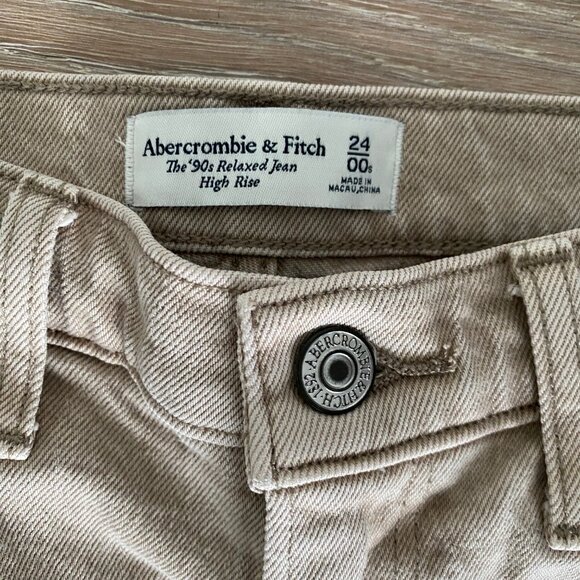 Abercrombie & Fitch
The '90s Relaxed Jean
High Rise
24
00s
MADE IN
MACAU,CHINA
ABERCROMBIE & FITCH·1892·